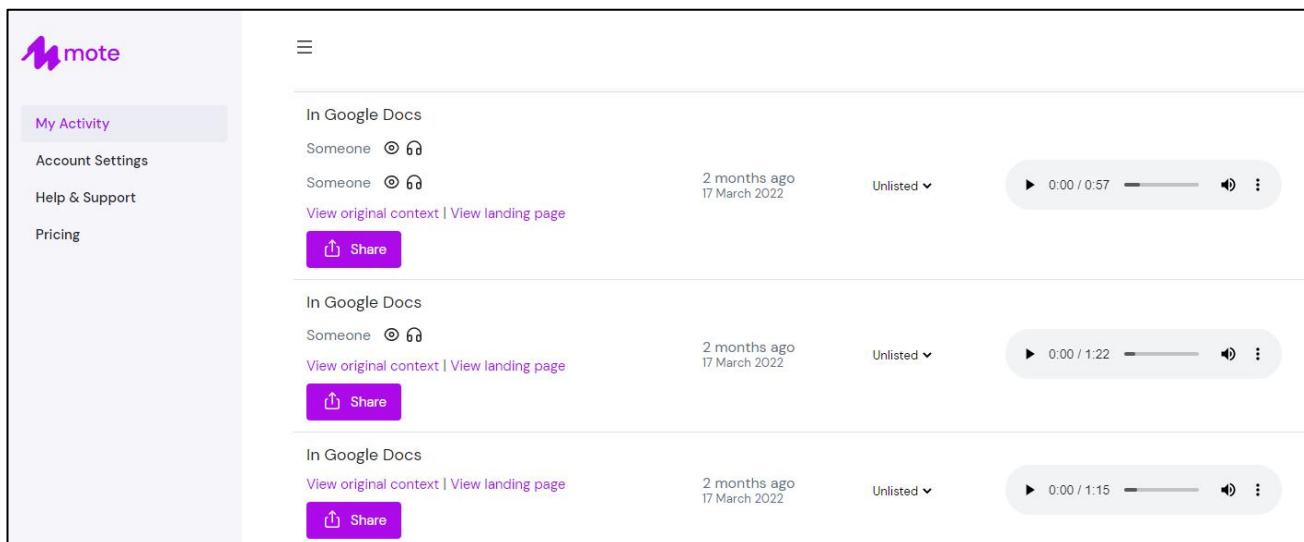 mote
My Activity
Account Settings
Help & Support
Pricing
In Google Docs
Someone
Someone
View original context | View landing page
Share
2 months ago
17 March 2022
Unlisted
0:00 / 0:57
In Google Docs
Someone
View original context | View landing page
Share
2 months ago
17 March 2022
Unlisted
0:00 / 1:22
In Google Docs
View original context | View landing page
Share
2 months ago
17 March 2022
Unlisted
0:00 / 1:15